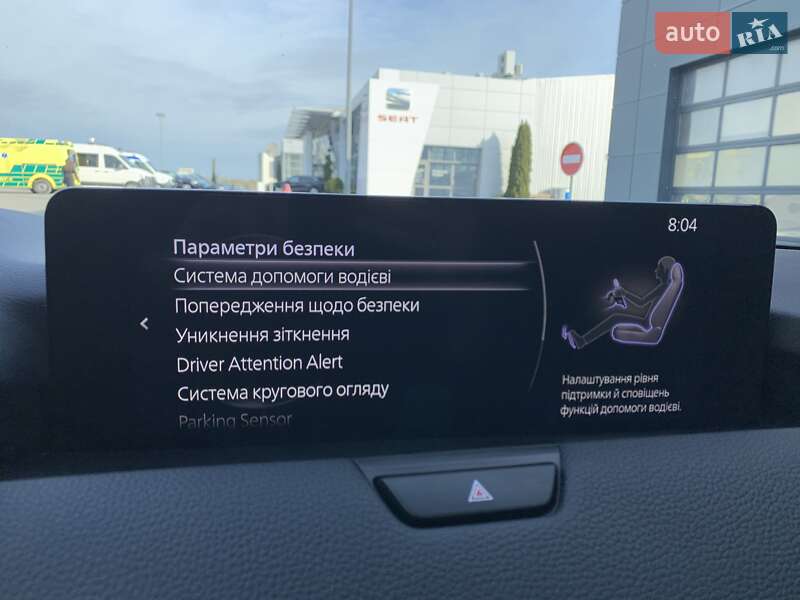 auto RIA .com
SEAT
8:04
Параметри безпеки
Система допомоги водієві
Попередження щодо безпеки
Уникнення зіткнення
Driver Attention Alert
Система кругового огляду
Parking Sensor
Налаштування рівня
підтримки й сповіщень
функцій допомоги водієві.